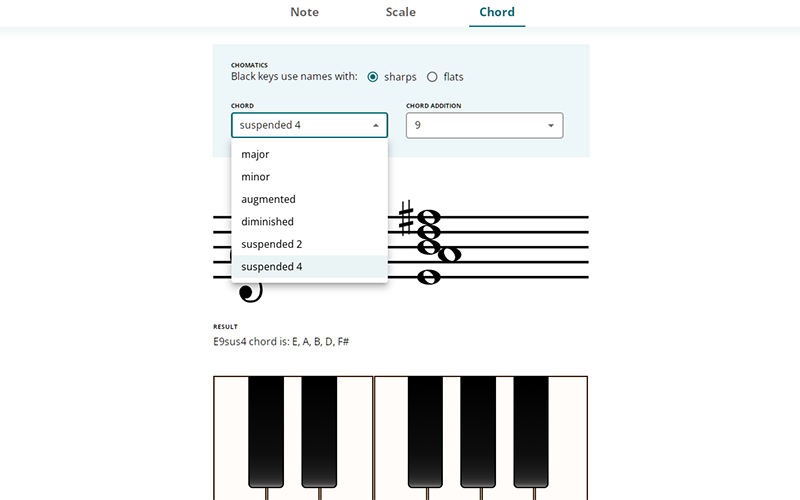 Note Scale Chord
CHOMATICS
Black keys use names with: sharps flats
CHORD CHORD ADDITION
suspended 4 9
major
minor
augmented
diminished
suspended 2
suspended 4
RESULT
E9sus4 chord is: E, A, B, D, F#